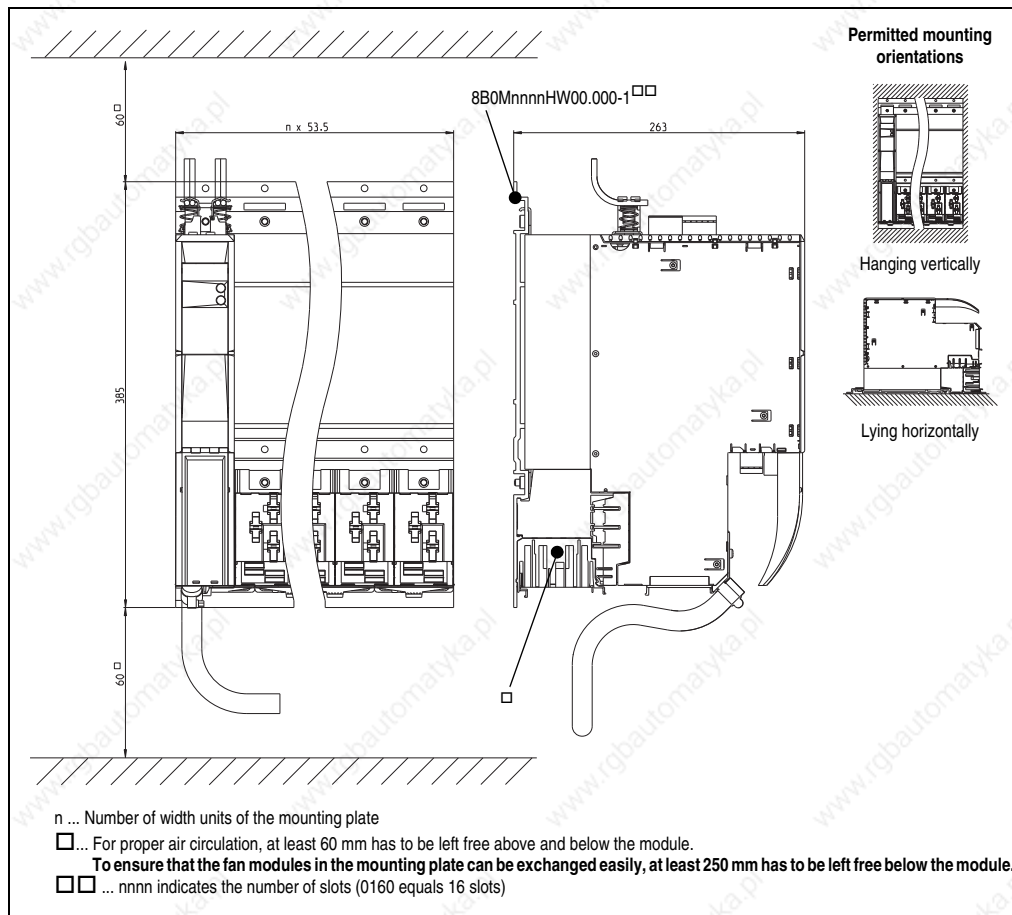 Permitted mounting
orientations
8B0MnnnnHW00.000-1□□
60 □
n x 53.5
263
Hanging vertically
385
Lying horizontally
60 □
□
n ... Number of width units of the mounting plate
□... For proper air circulation, at least 60 mm has to be left free above and below the module.
To ensure that the fan modules in the mounting plate can be exchanged easily, at least 250 mm has to be left free below the module.
□□ ... nnnn indicates the number of slots (0160 equals 16 slots)
www.rgbautomatyka.pl